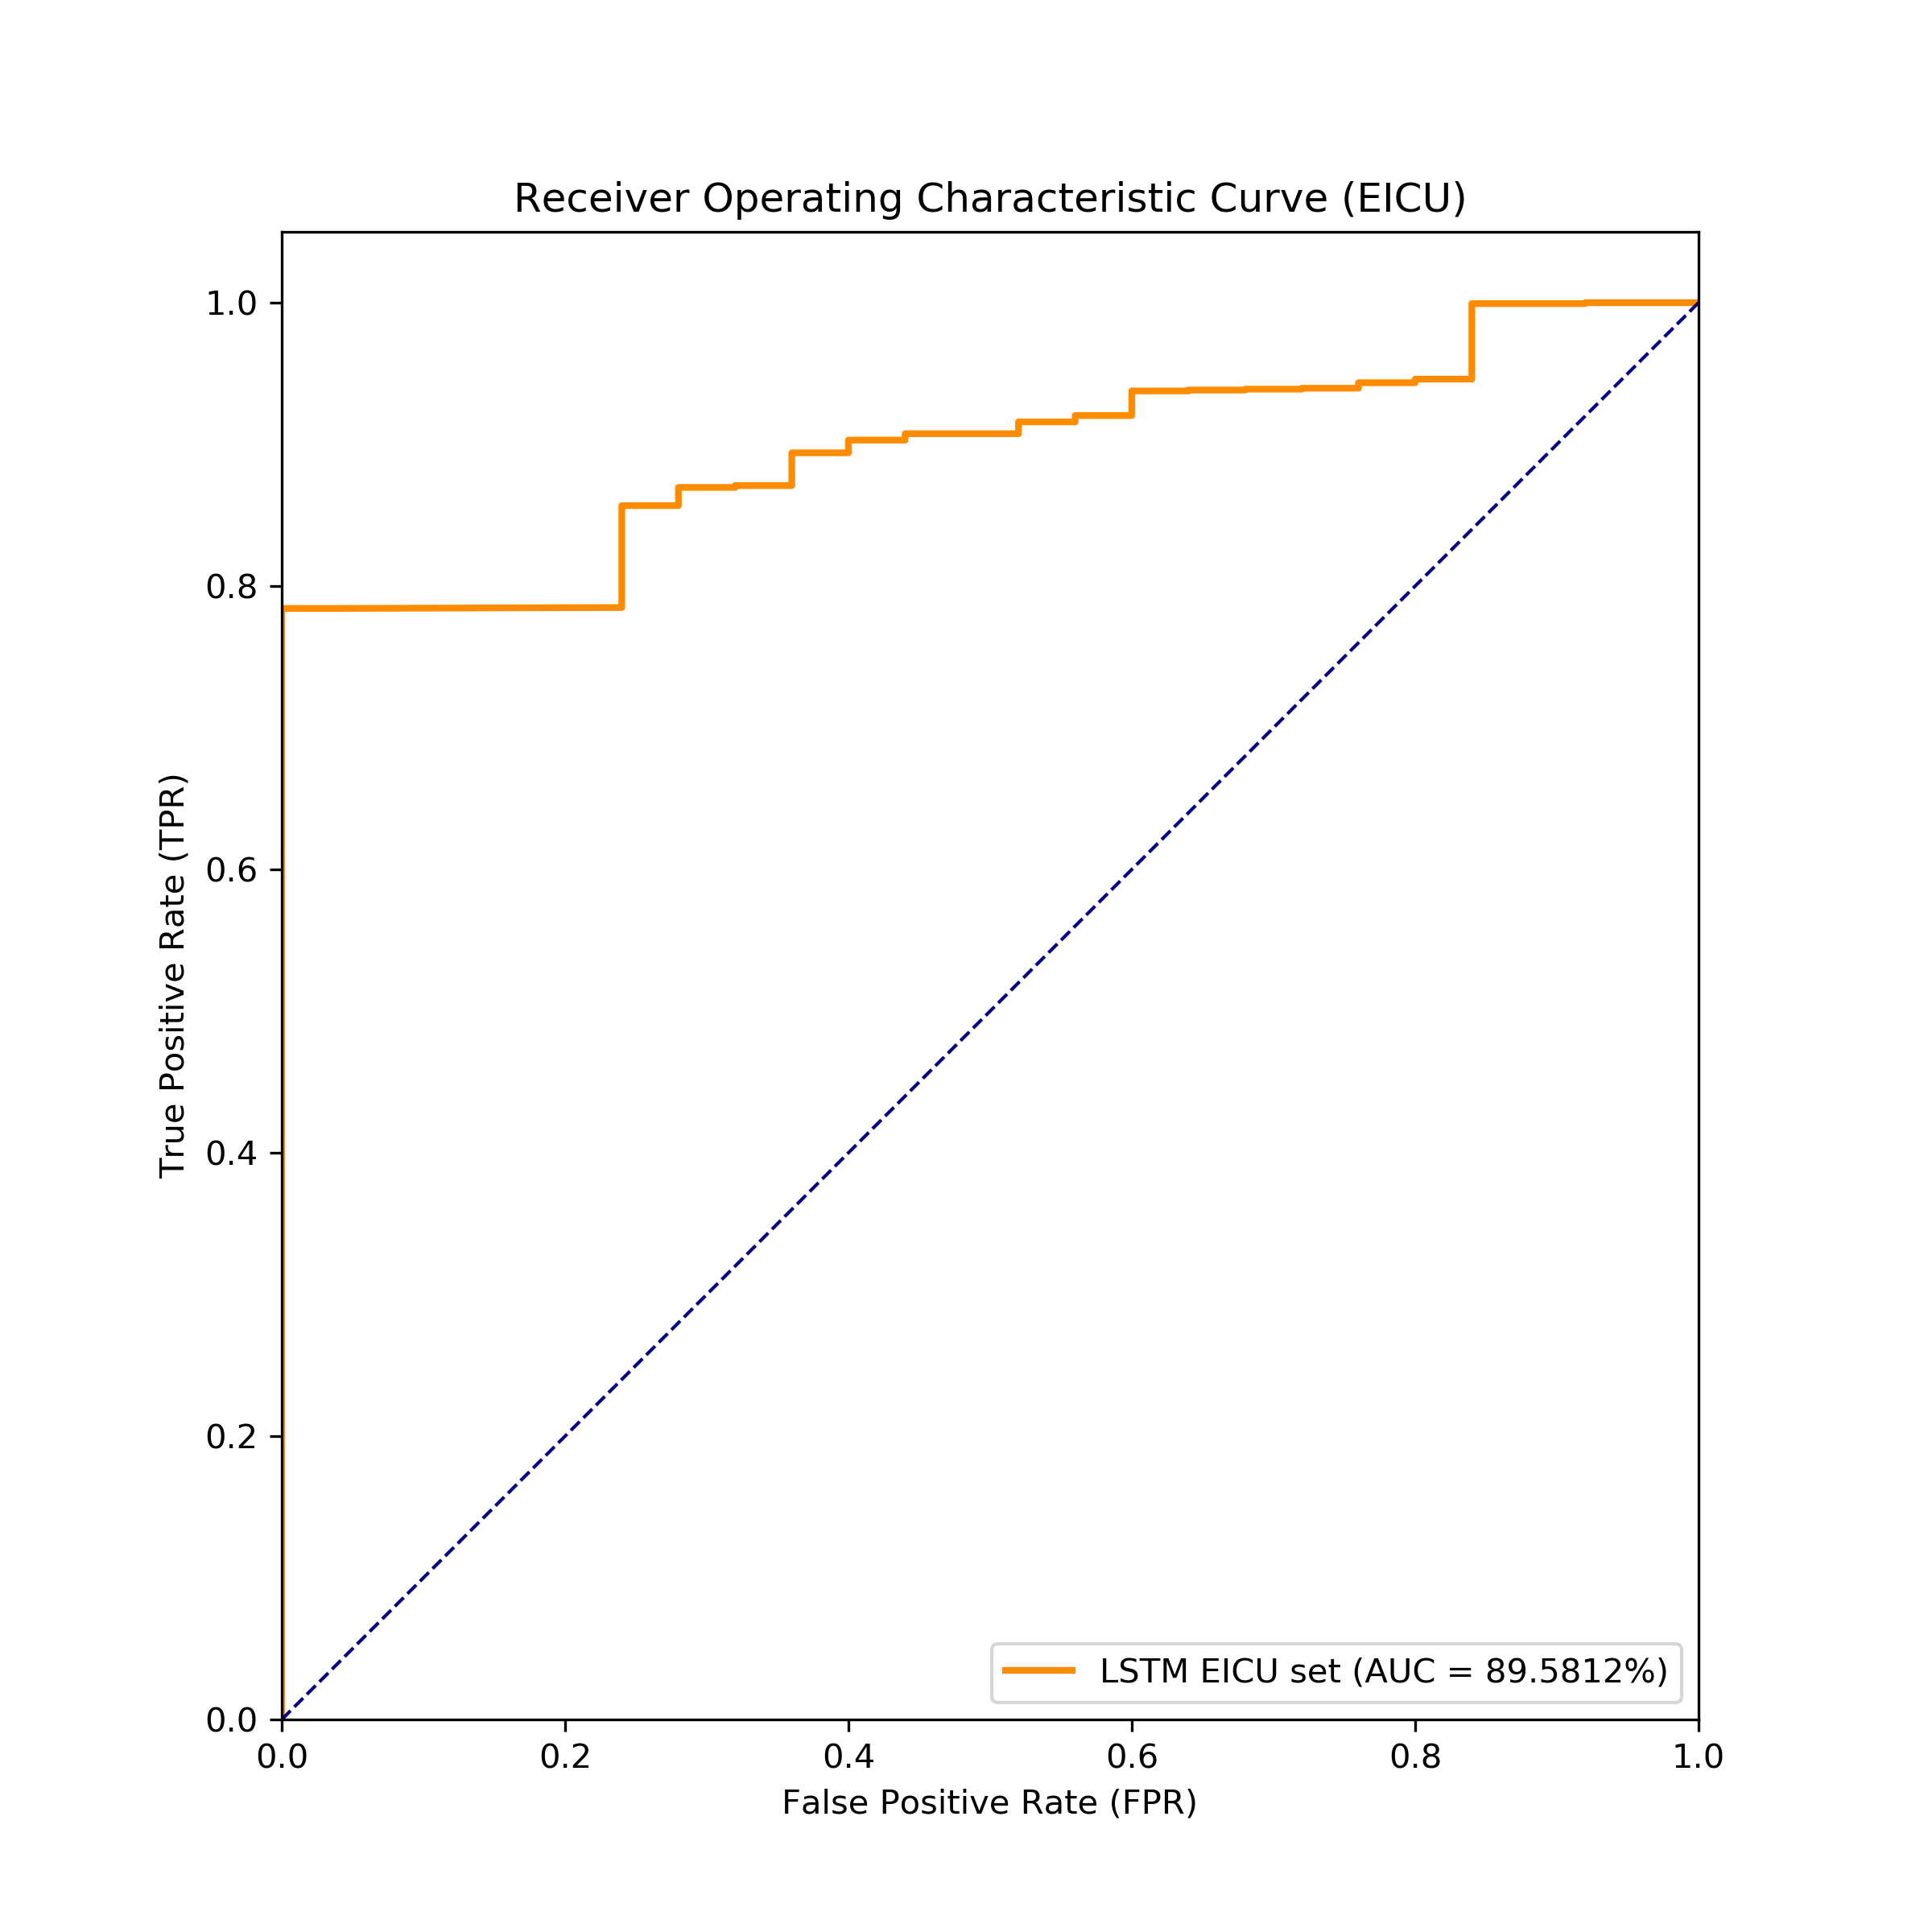 Receiver Operating Characteristic Curve (EICU)
1.0
0.8
0.6
0.4
0.2
0.0
True Positive Rate (TPR)
LSTM EICU set (AUC = 89.5812%)
0.0 0.2 0.4 0.6 0.8 1.0
False Positive Rate (FPR)